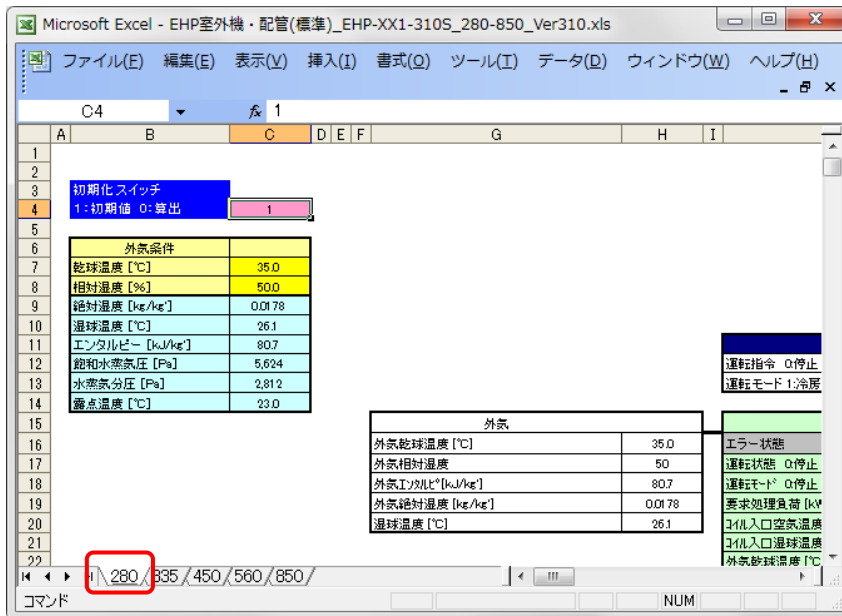 Microsoft Excel - EHP室外機・配管(標準)_EHP-XX1-310S_280-850_Ver310.xls
ファイル(F) 編集(E) 表示(V) 挿入(I) 書式(O) ツール(T) データ(D) ウィンドウ(W) ヘルプ(H)
C4 fx 1
A B C D E F G H I
1
2
3 初期化スイッチ
4 1:初期値 0:算出 1
5
6 外気条件
7 乾球温度 [℃] 35.0
8 相対湿度 [%] 50.0
9 絶対湿度 [kg/kg'] 0.0178
10 湿球温度 [℃] 26.1
11 エンタルピー [kJ/kg'] 80.7
12 飽和水蒸気圧 [Pa] 5,624 運転指令 0:停止
13 水蒸気分圧 [Pa] 2,812 運転モード 1:冷房
14 露点温度 [℃] 23.0
15 外気
16 外気乾球温度 [℃] 35.0 エラー状態
17 外気相対湿度 50 運転状態 0:停止
18 外気エンタルピ[kJ/kg'] 80.7 運転モード 0:停止
19 外気絶対湿度 [kg/kg'] 0.0178 要求処理負荷 [kW
20 湿球温度 [℃] 26.1 コイル入口空気温度
21 コイル入口湿球温度
22 外気乾球温度 [℃
280 335 450 560 850
コマンド NUM